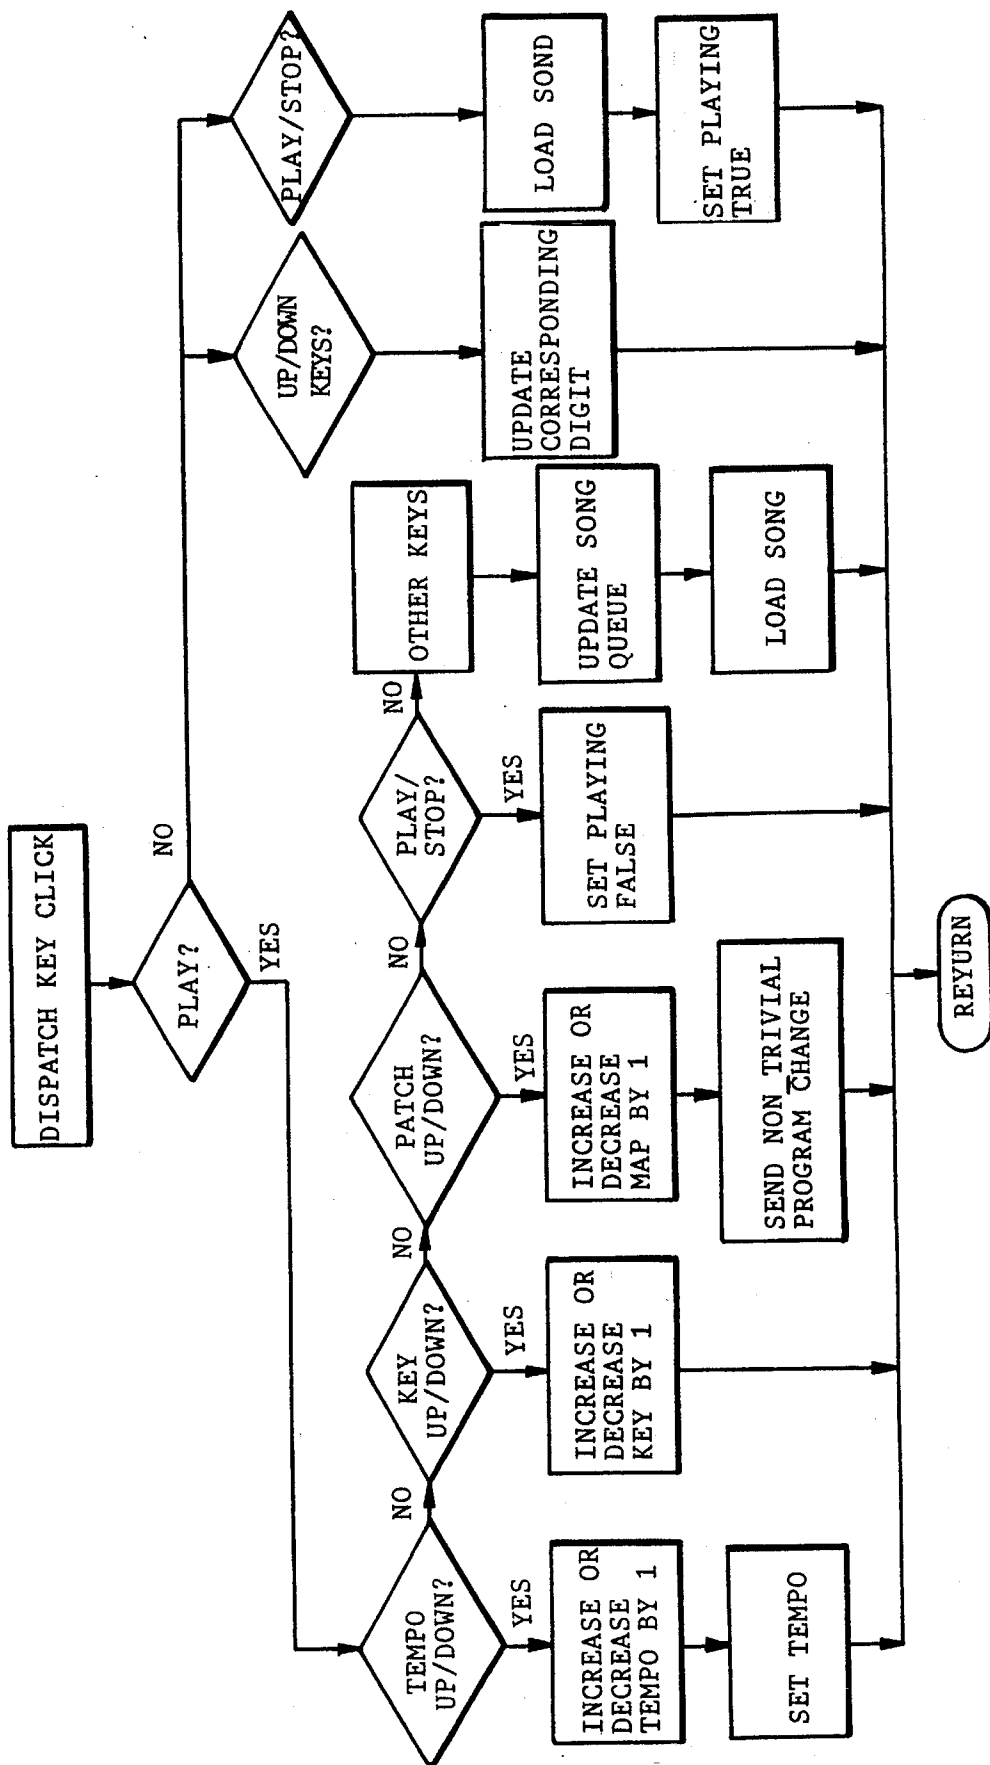 DISPATCH KEY CLICK
PLAY?
NO
YES
TEMPO
UP/DOWN?
NO
KEY
UP/DOWN?
NO
PATCH
UP/DOWN?
NO
PLAY/
STOP?
NO
OTHER KEYS
UP/DOWN
KEYS?
PLAY/STOP?
YES
INCREASE OR
DECREASE
TEMPO BY 1
SET TEMPO
YES
INCREASE OR
DECREASE
KEY BY 1
YES
INCREASE OR
DECREASE
MAP BY 1
SEND NON_TRIVIAL
PROGRAM CHANGE
YES
SET PLAYING
FALSE
UPDATE SONG
QUEUE
LOAD SONG
UPDATE
CORRESPONDING
DIGIT
LOAD SOND
SET PLAYING
TRUE
REYURN